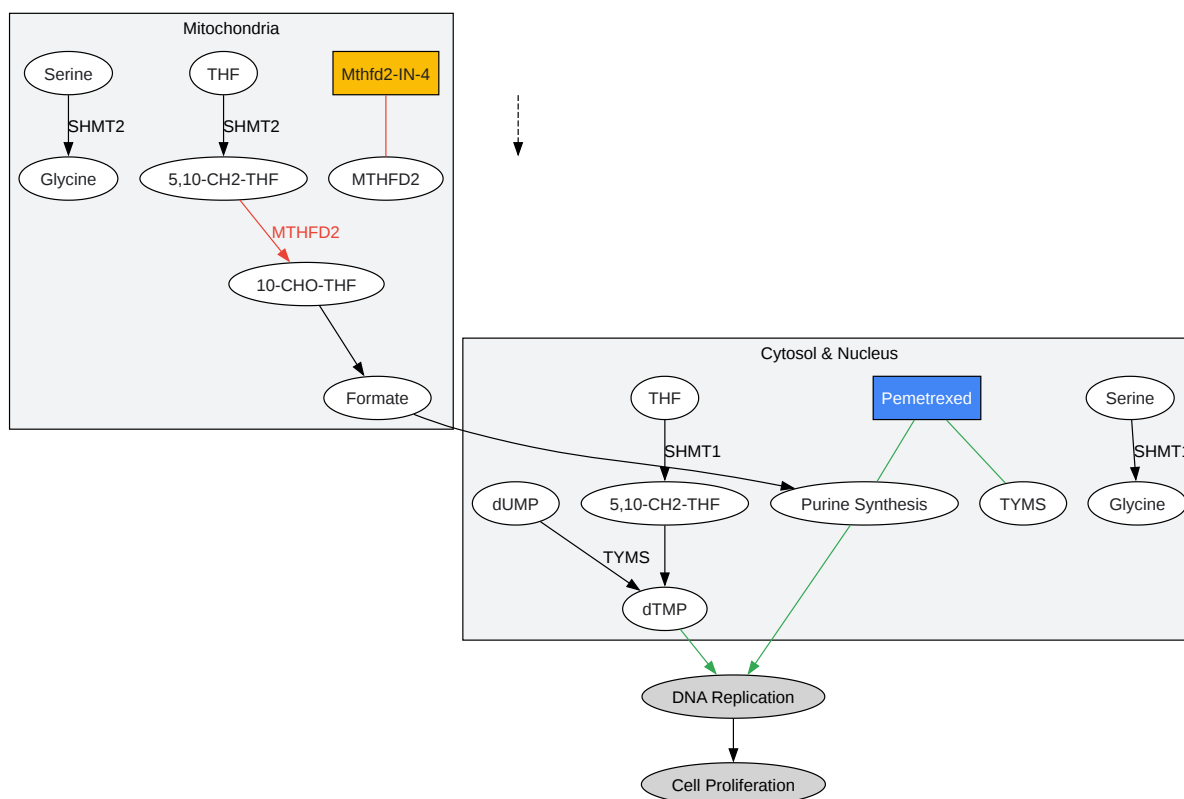 Mitochondria
Serine
THF
Mthfd2-IN-4
SHMT2
SHMT2
Glycine
5,10-CH2-THF
MTHFD2
MTHFD2
10-CHO-THF
Formate
Cytosol & Nucleus
THF
Pemetrexed
Serine
SHMT1
SHMT1
dUMP
5,10-CH2-THF
Purine Synthesis
TYMS
Glycine
TYMS
dTMP
DNA Replication
Cell Proliferation